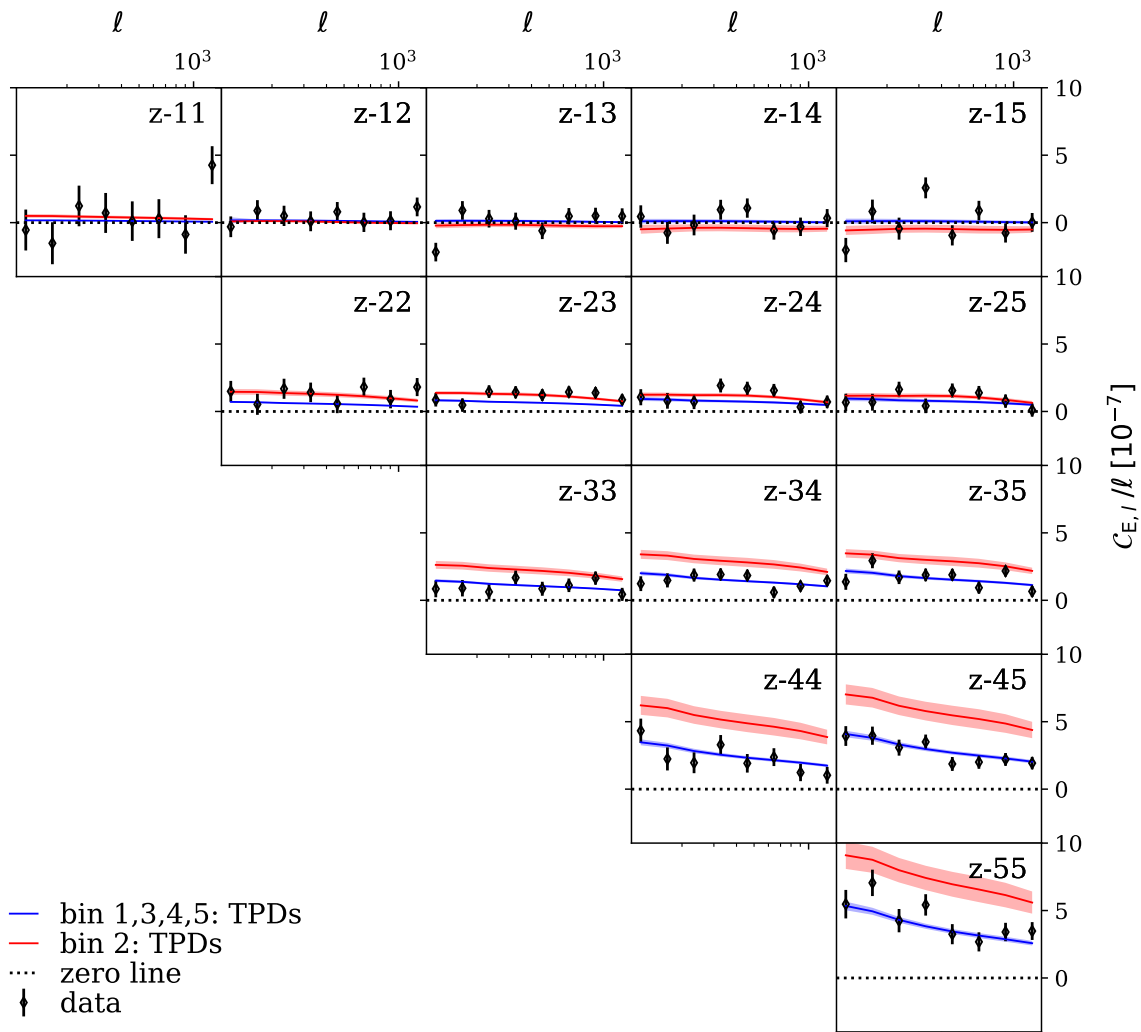 ℓ ℓ ℓ ℓ ℓ
10³ 10³ 10³ 10³ 10³
z-11 z-12 z-13 z-14 z-15 10
5
0
z-22 z-23 z-24 z-25 10
5
0
z-33 z-34 z-35 10
5
0
z-44 z-45 10
5
0
z-55 10
5
0
𝒞E, l /ℓ [10⁻⁷]
bin 1,3,4,5: TPDs
bin 2: TPDs
zero line
data